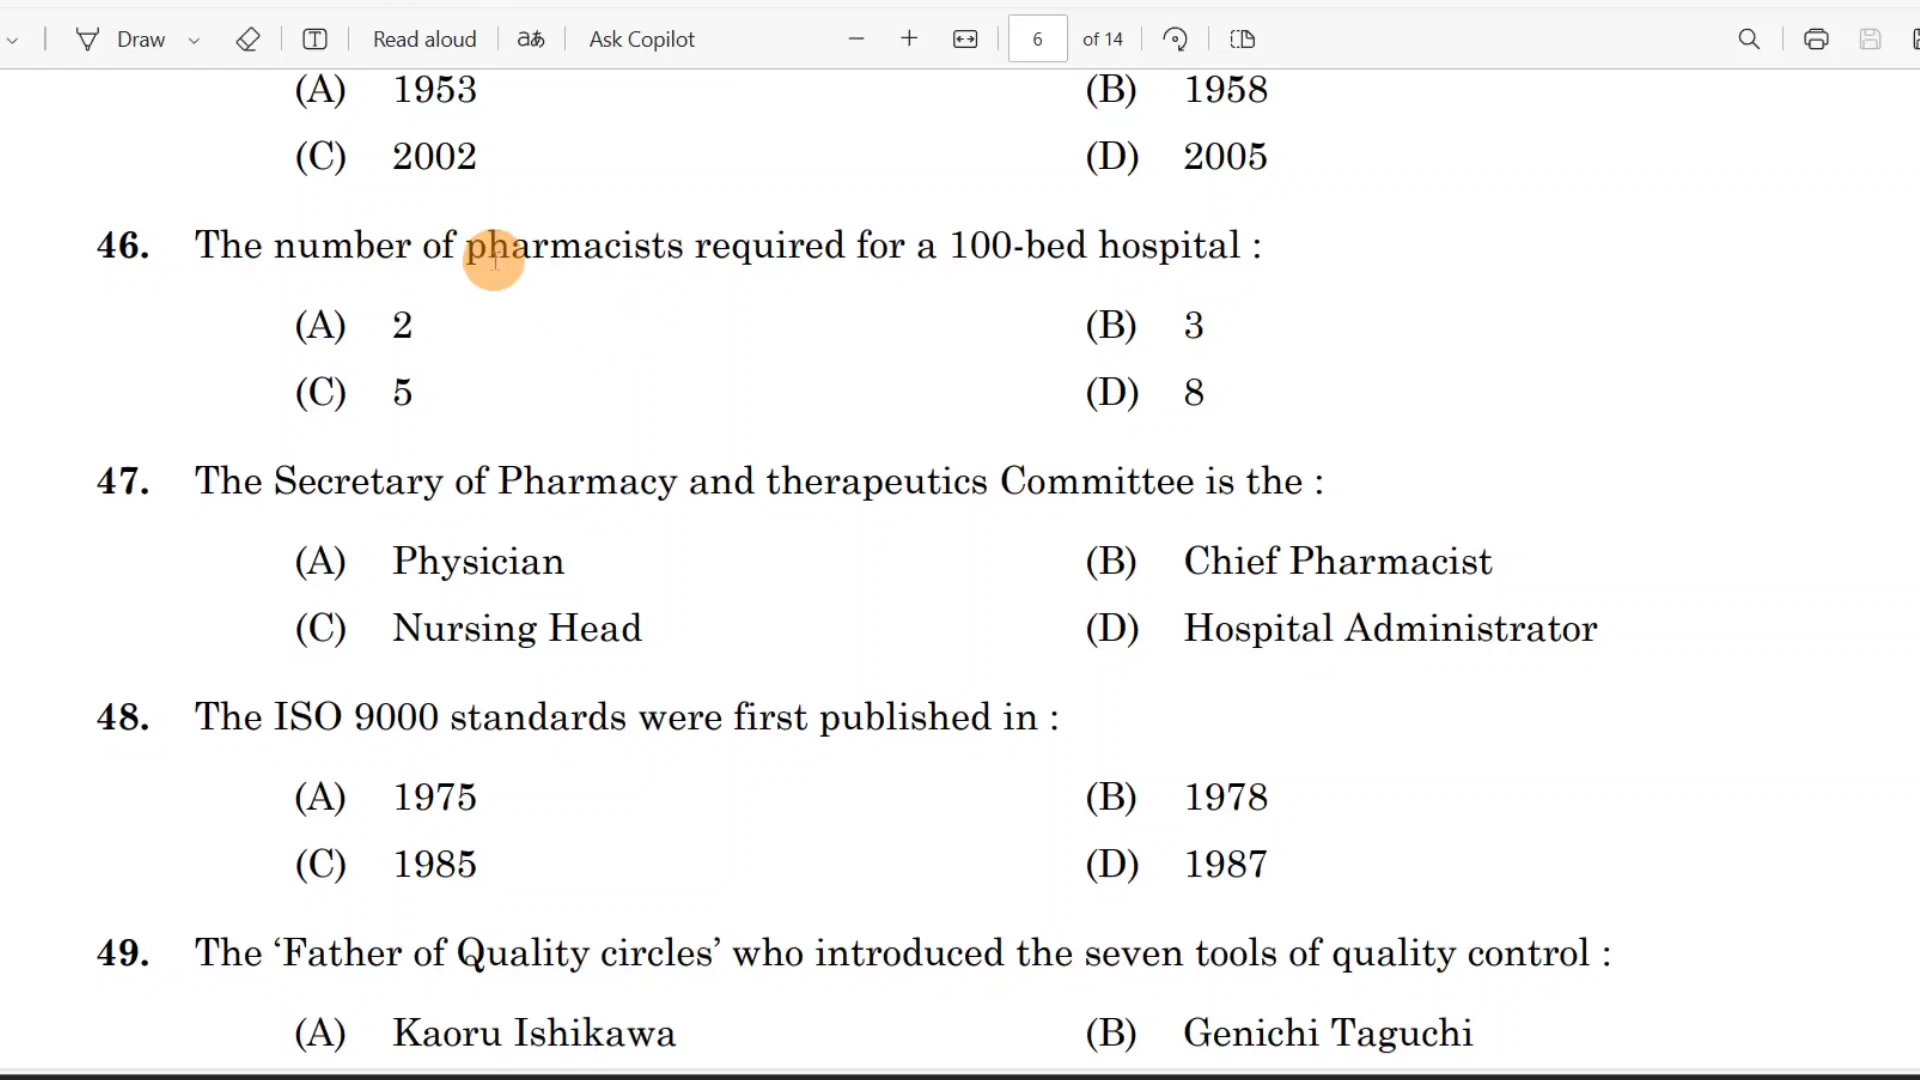 Draw Read aloud aあ Ask Copilot 6 of 14
(A) 1953 (B) 1958
(C) 2002 (D) 2005
46. The number of pharmacists required for a 100-bed hospital :
(A) 2 (B) 3
(C) 5 (D) 8
47. The Secretary of Pharmacy and therapeutics Committee is the :
(A) Physician (B) Chief Pharmacist
(C) Nursing Head (D) Hospital Administrator
48. The ISO 9000 standards were first published in :
(A) 1975 (B) 1978
(C) 1985 (D) 1987
49. The ‘Father of Quality circles’ who introduced the seven tools of quality control :
(A) Kaoru Ishikawa (B) Genichi Taguchi